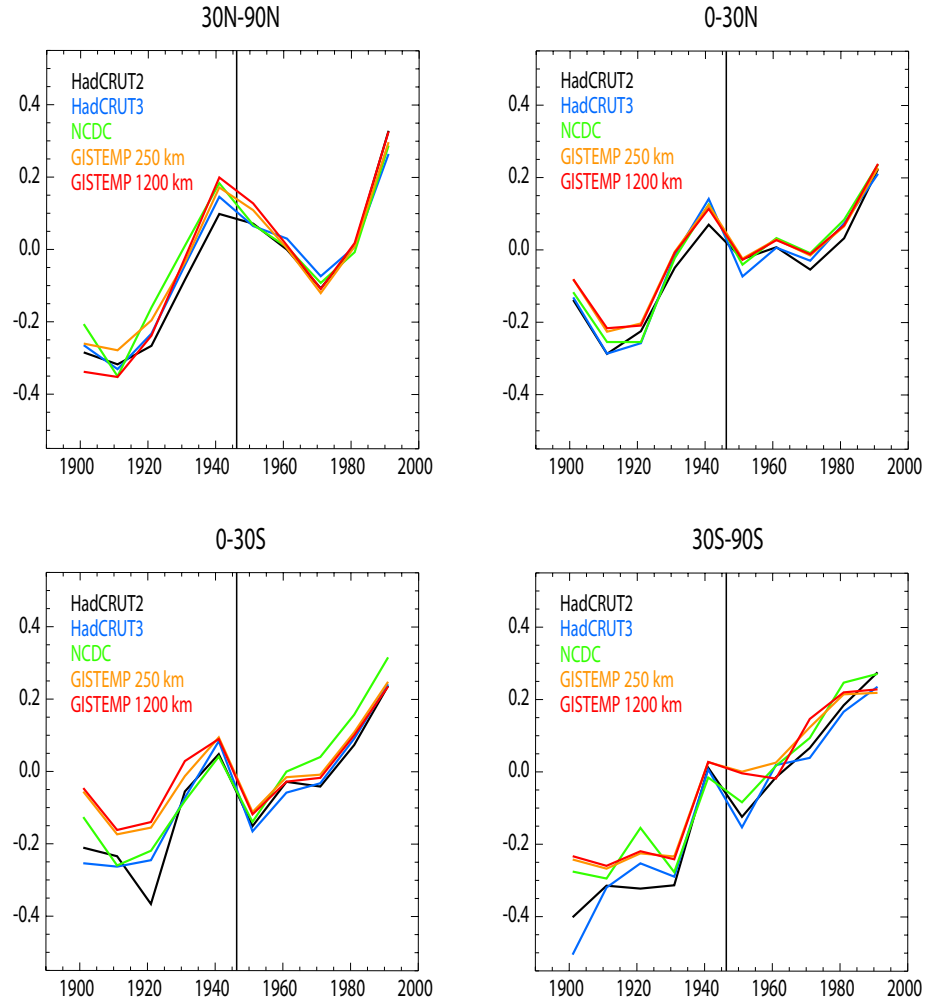 30N-90N
HadCRUT2
HadCRUT3
NCDC
GISTEMP 250 km
GISTEMP 1200 km
0.4
0.2
0.0
-0.2
-0.4
1900 1920 1940 1960 1980 2000
0-30N
HadCRUT2
HadCRUT3
NCDC
GISTEMP 250 km
GISTEMP 1200 km
0.4
0.2
0.0
-0.2
-0.4
1900 1920 1940 1960 1980 2000
0-30S
HadCRUT2
HadCRUT3
NCDC
GISTEMP 250 km
GISTEMP 1200 km
0.4
0.2
0.0
-0.2
-0.4
1900 1920 1940 1960 1980 2000
30S-90S
HadCRUT2
HadCRUT3
NCDC
GISTEMP 250 km
GISTEMP 1200 km
0.4
0.2
0.0
-0.2
-0.4
1900 1920 1940 1960 1980 2000